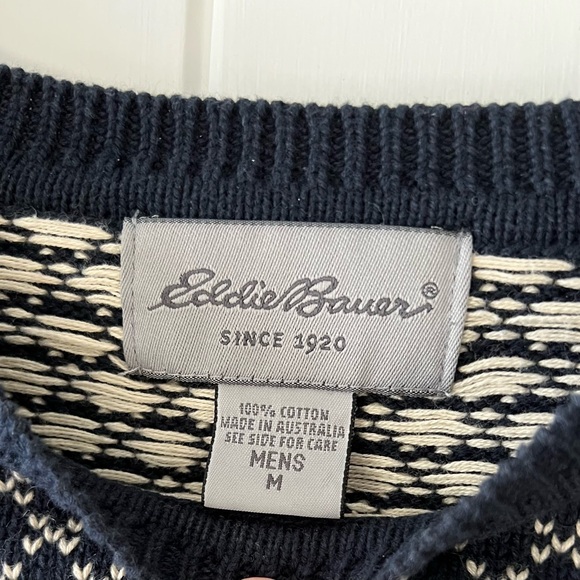 Eddie Bauer®
SINCE 1920
100% COTTON
MADE IN AUSTRALIA
SEE SIDE FOR CARE
MENS
M